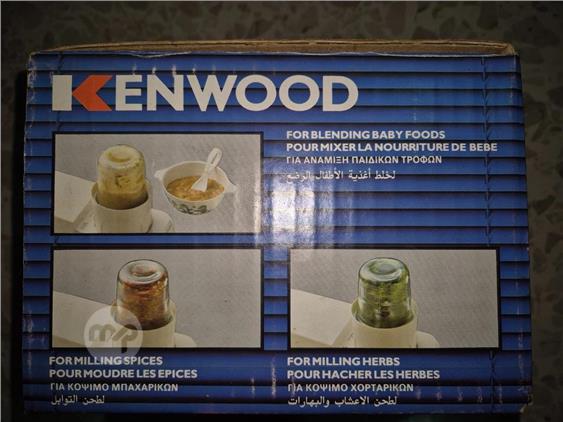 KENWOOD
FOR BLENDING BABY FOODS
POUR MIXER LA NOURRITURE DE BEBE
ΓΙΑ ΑΝΑΜΙΞΗ ΠΑΙΔΙΚΩΝ ΤΡΟΦΩΝ
لخلط أغذية الأطفال الرضع
FOR MILLING SPICES
POUR MOUDRE LES EPICES
ΓΙΑ ΚΟΨΙΜΟ ΜΠΑΧΑΡΙΚΩΝ
لطحن التوابل
FOR MILLING HERBS
POUR HACHER LES HERBES
ΓΙΑ ΚΟΨΙΜΟ ΧΟΡΤΑΡΙΚΩΝ
لطحن الاعشاب والبهارات